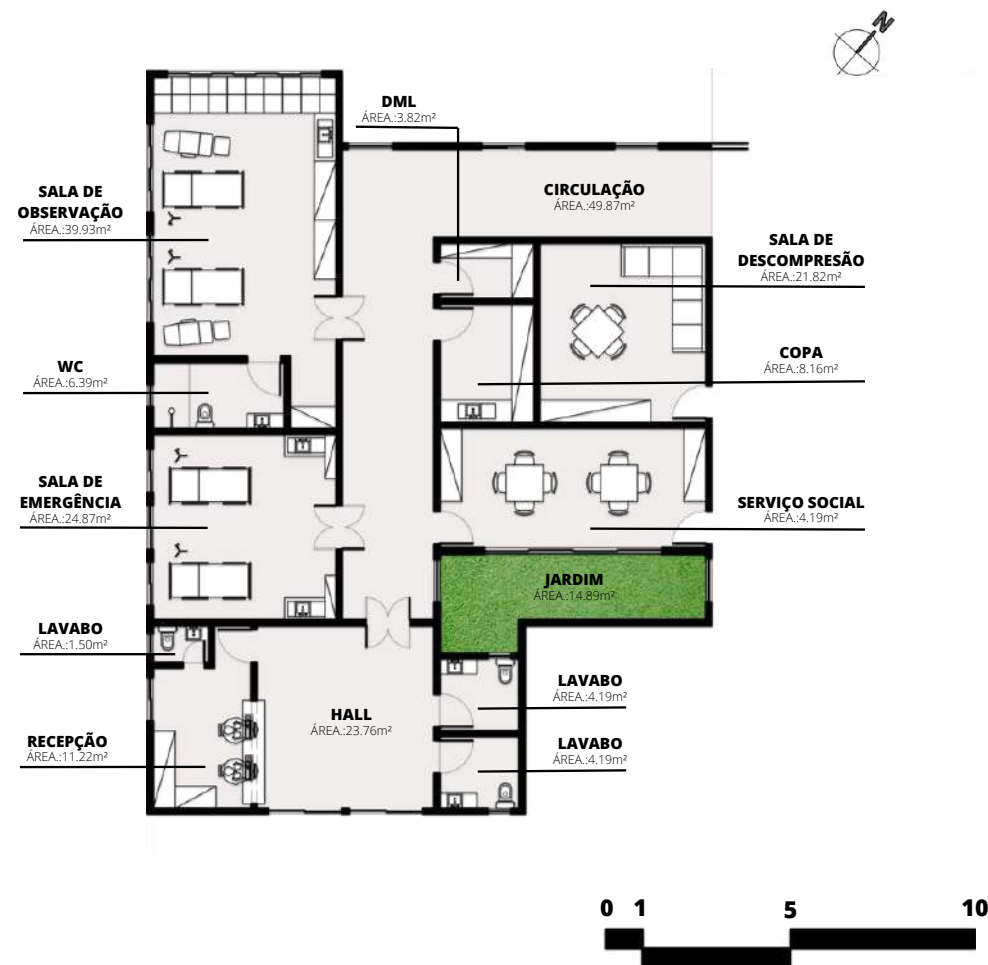 N
DML
ÁREA.:3.82m²
SALA DE
OBSERVAÇÃO
ÁREA.:39.93m²
CIRCULAÇÃO
ÁREA.:49.87m²
SALA DE
DESCOMPRESÃO
ÁREA.:21.82m²
WC
ÁREA.:6.39m²
COPA
ÁREA.:8.16m²
SALA DE
EMERGÊNCIA
ÁREA.:24.87m²
SERVIÇO SOCIAL
ÁREA.:4.19m²
JARDIM
ÁREA.:14.89m²
LAVABO
ÁREA.:1.50m²
LAVABO
ÁREA.:4.19m²
HALL
ÁREA.:23.76m²
RECEPÇÃO
ÁREA.:11.22m²
LAVABO
ÁREA.:4.19m²
0 1 5 10